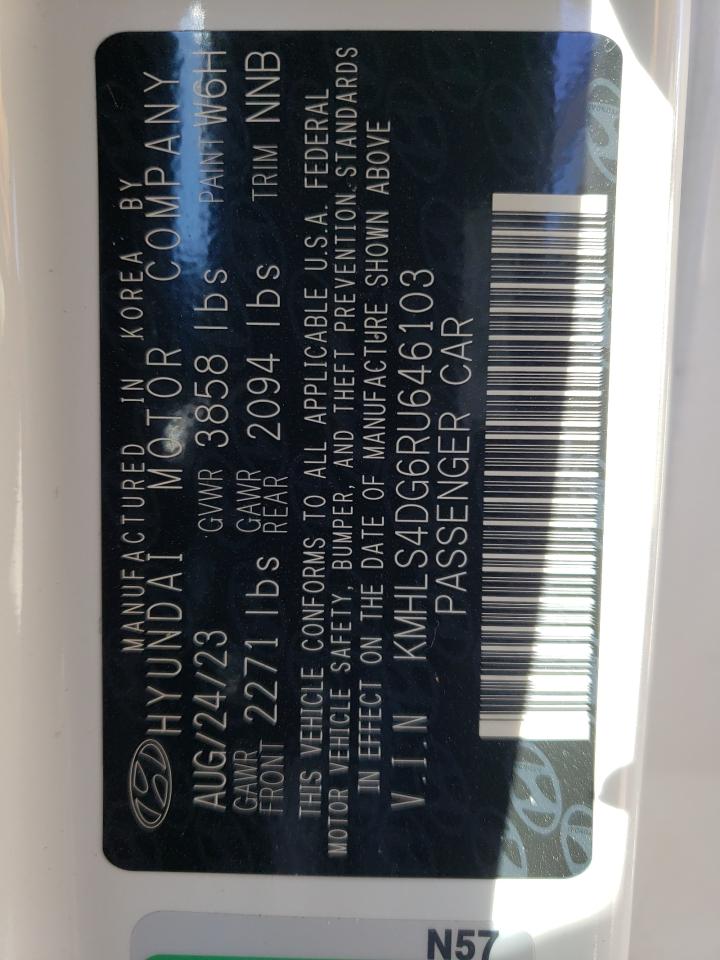 MANUFACTURED IN KOREA BY
HYUNDAI MOTOR COMPANY
AUG/24/23 GVWR 3858 lbs PAINT W6H
GAWR FRONT 2271 lbs GAWR REAR 2094 lbs TRIM NNB
THIS VEHICLE CONFORMS TO ALL APPLICABLE U.S.A. FEDERAL
MOTOR VEHICLE SAFETY, BUMPER, AND THEFT PREVENTION STANDARDS
IN EFFECT ON THE DATE OF MANUFACTURE SHOWN ABOVE
V.I.N KMHLS4DG6RU646103
PASSENGER CAR
N57